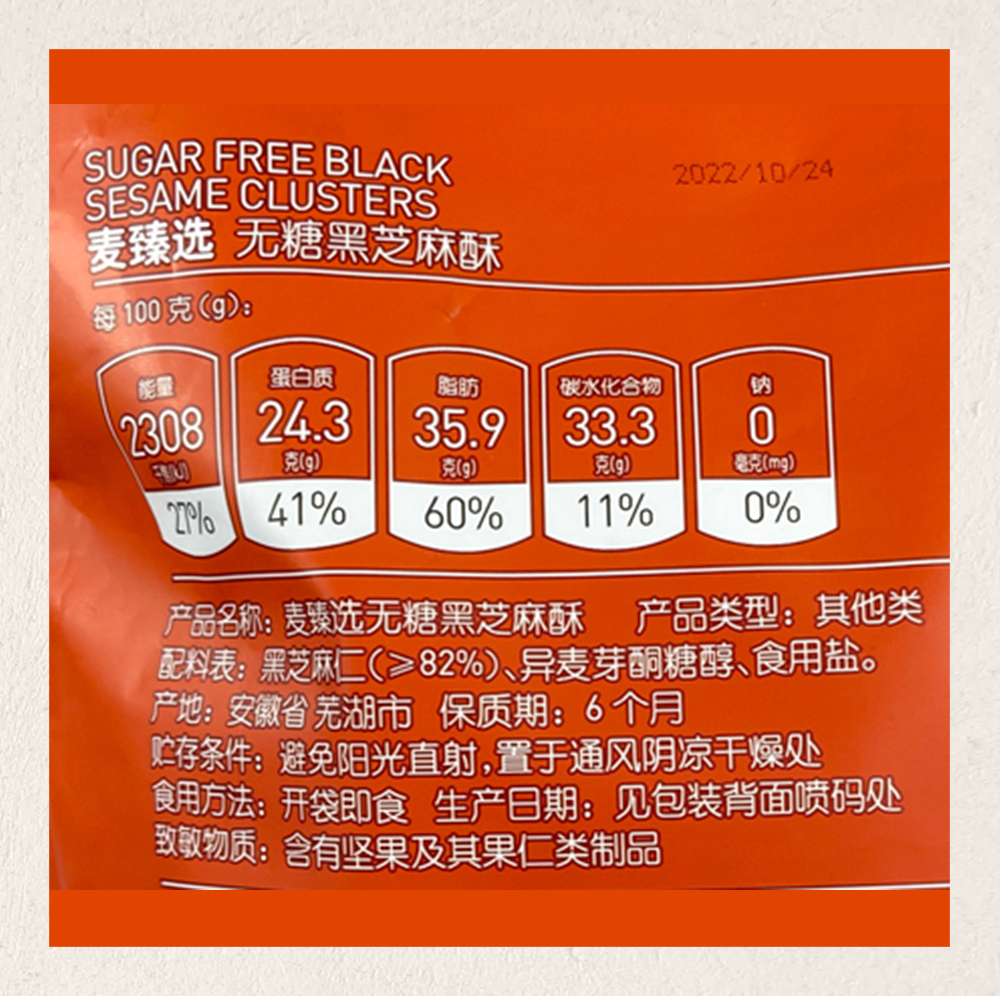 SUGAR FREE BLACK
SESAME CLUSTERS
2022/10/24
麦臻选 无糖黑芝麻酥
每100克(g):
能量 蛋白质 脂肪 碳水化合物 钠
2308 24.3 35.9 33.3 0
千焦(kJ) 克(g) 克(g) 克(g) 毫克(mg)
27% 41% 60% 11% 0%
产品名称:麦臻选无糖黑芝麻酥 产品类型:其他类
配料表:黑芝麻仁(≥82%)、异麦芽酮糖醇、食用盐。
产地:安徽省芜湖市 保质期:6个月
贮存条件:避免阳光直射,置于通风阴凉干燥处
食用方法:开袋即食 生产日期:见包装背面喷码处
致敏物质:含有坚果及其果仁类制品